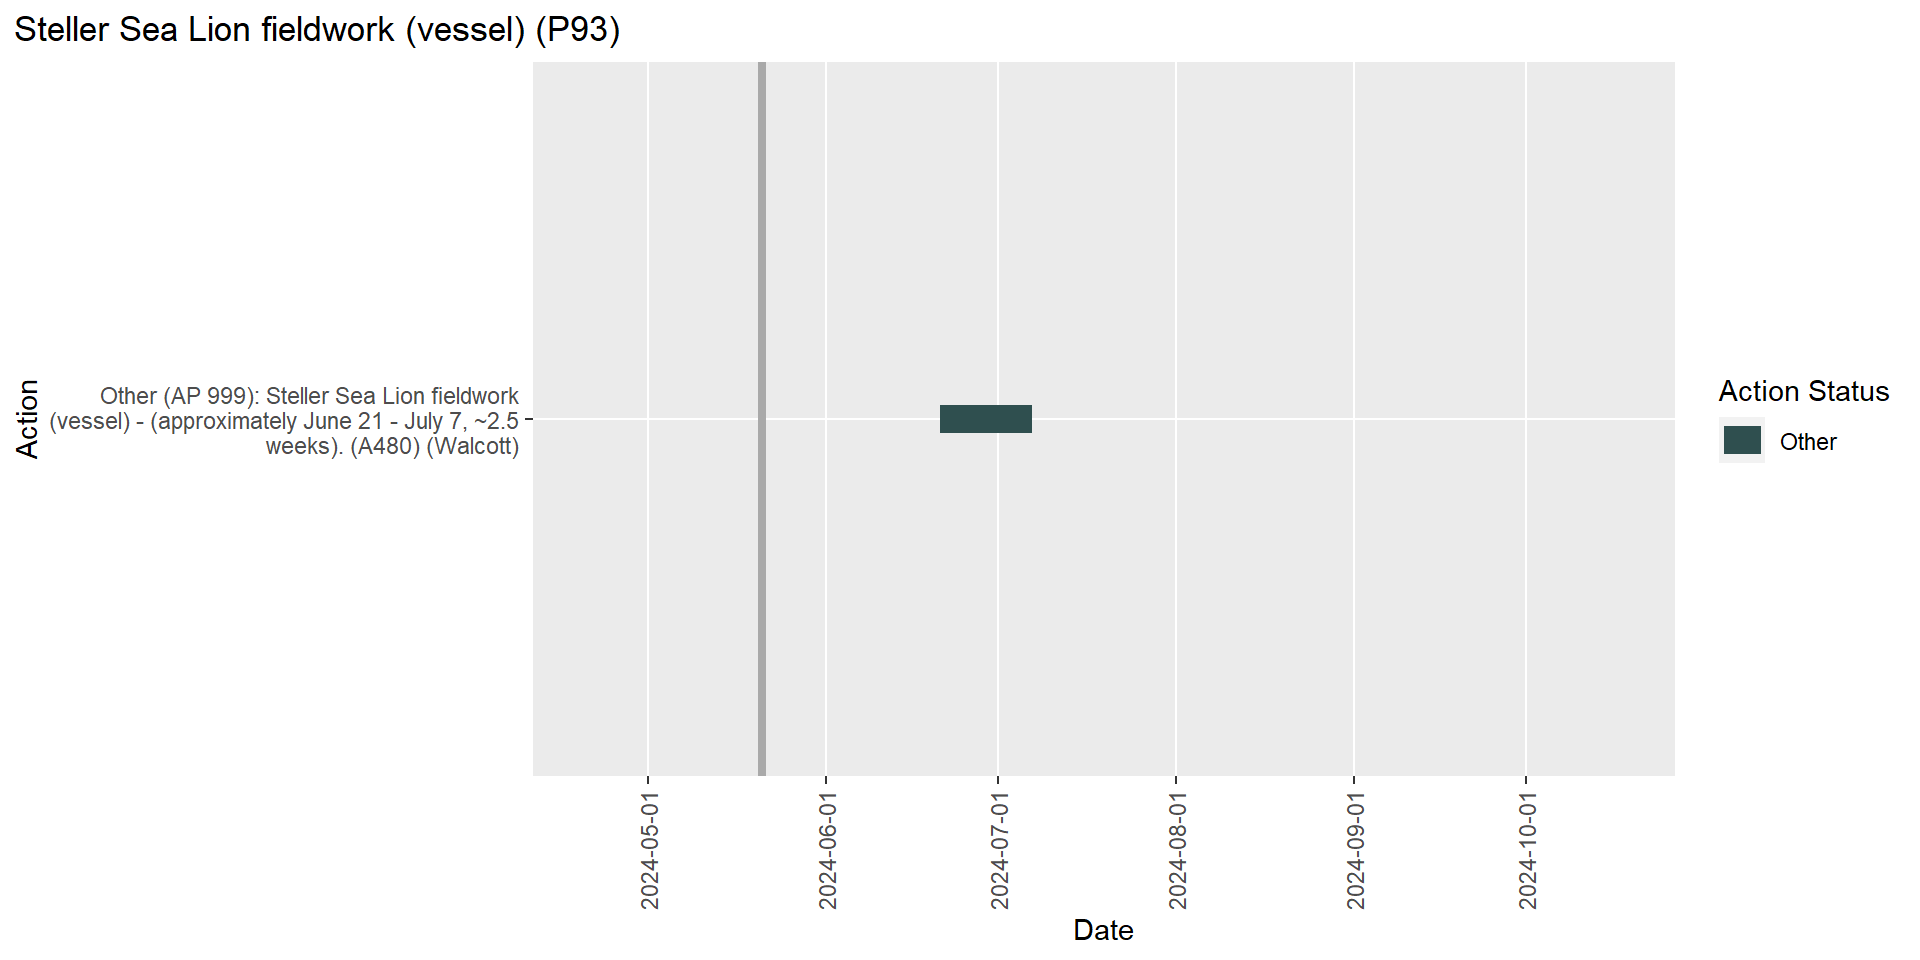 Steller Sea Lion fieldwork (vessel) (P93)
Action
Other (AP 999): Steller Sea Lion fieldwork
(vessel) - (approximately June 21 - July 7, ~2.5
weeks). (A480) (Walcott)
Action Status
Other
2024-05-01
2024-06-01
2024-07-01
2024-08-01
2024-09-01
2024-10-01
Date